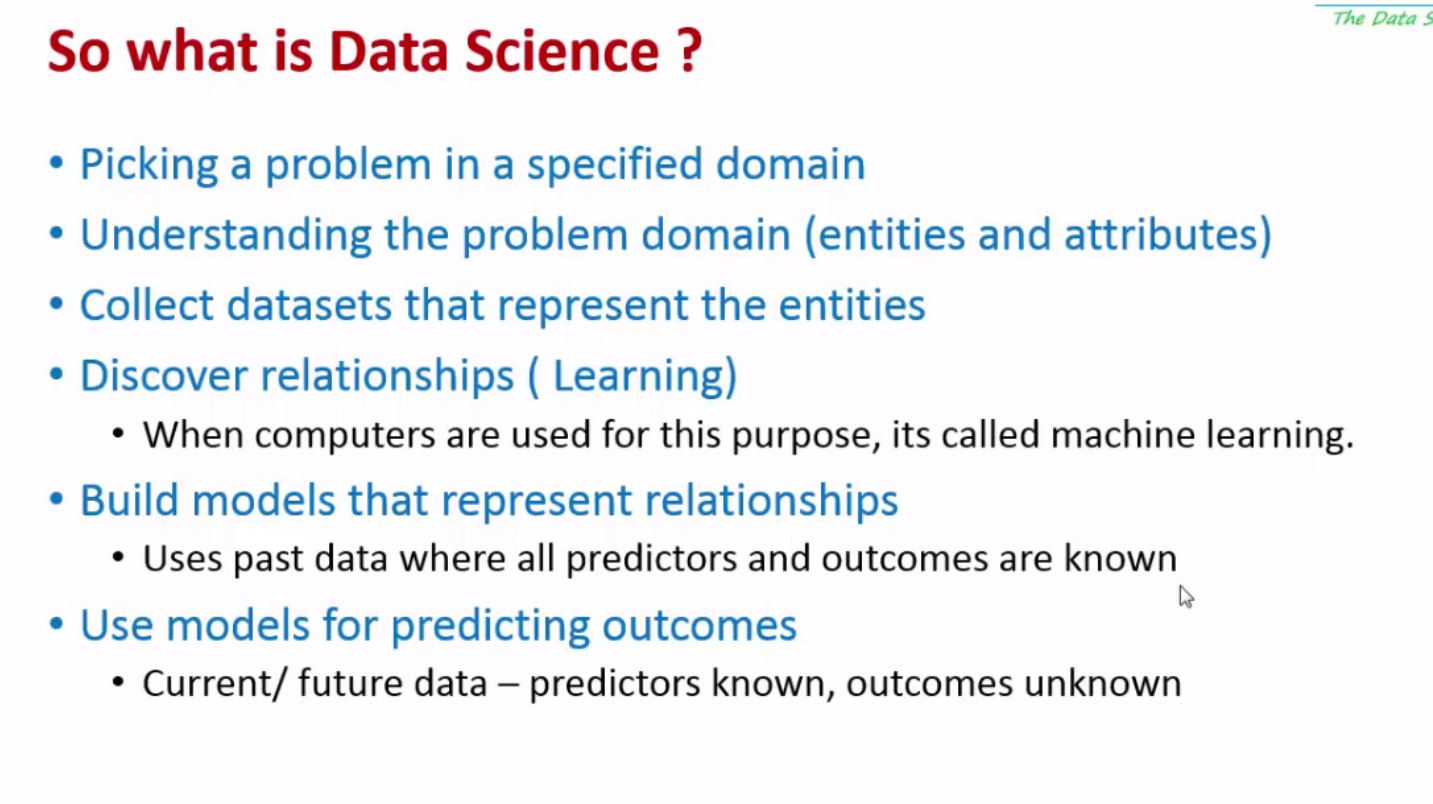 The Data S
So what is Data Science ?
• Picking a problem in a specified domain
• Understanding the problem domain (entities and attributes)
• Collect datasets that represent the entities
• Discover relationships ( Learning)
• When computers are used for this purpose, its called machine learning.
• Build models that represent relationships
• Uses past data where all predictors and outcomes are known
• Use models for predicting outcomes
• Current/ future data – predictors known, outcomes unknown